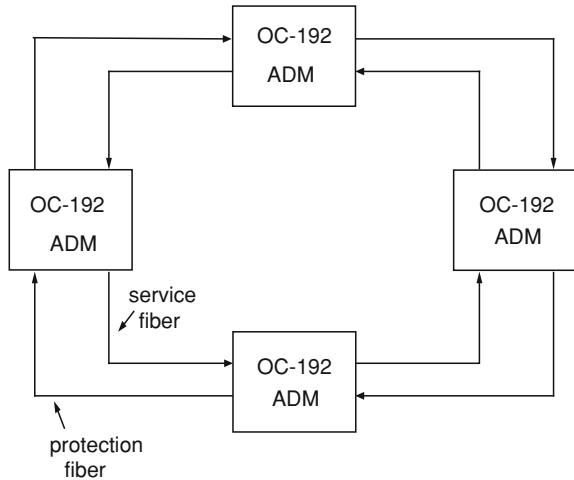 OC-192
ADM
OC-192
ADM
OC-192
ADM
service
fiber
OC-192
ADM
protection
fiber